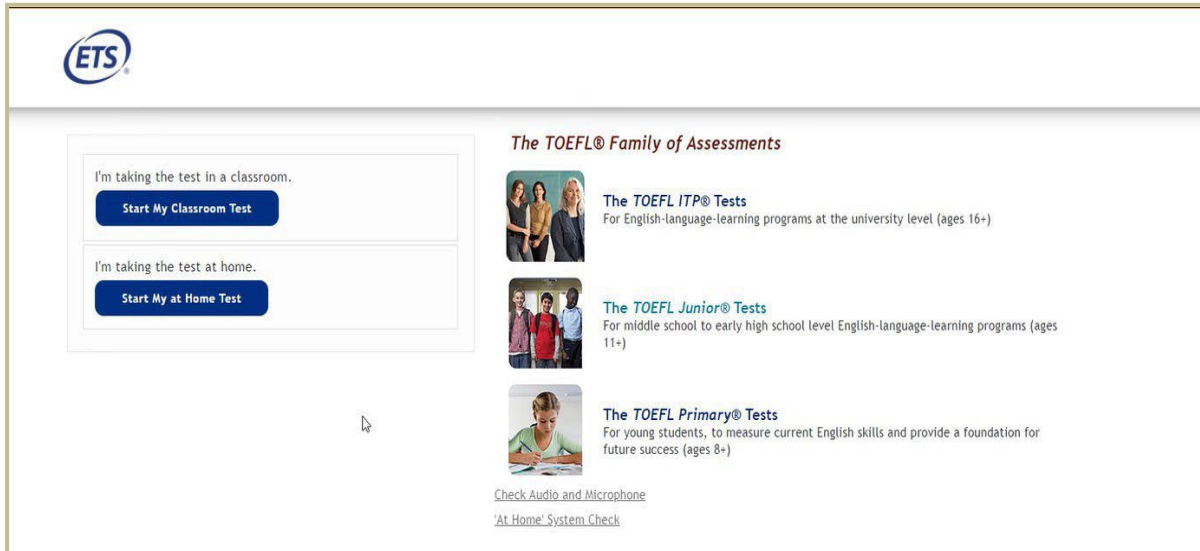 ETS®
I'm taking the test in a classroom.
Start My Classroom Test
I'm taking the test at home.
Start My at Home Test
The TOEFL® Family of Assessments
The TOEFL ITP® Tests
For English-language-learning programs at the university level (ages 16+)
The TOEFL Junior® Tests
For middle school to early high school level English-language-learning programs (ages
11+)
The TOEFL Primary® Tests
For young students, to measure current English skills and provide a foundation for
future success (ages 8+)
Check Audio and Microphone
'At Home' System Check